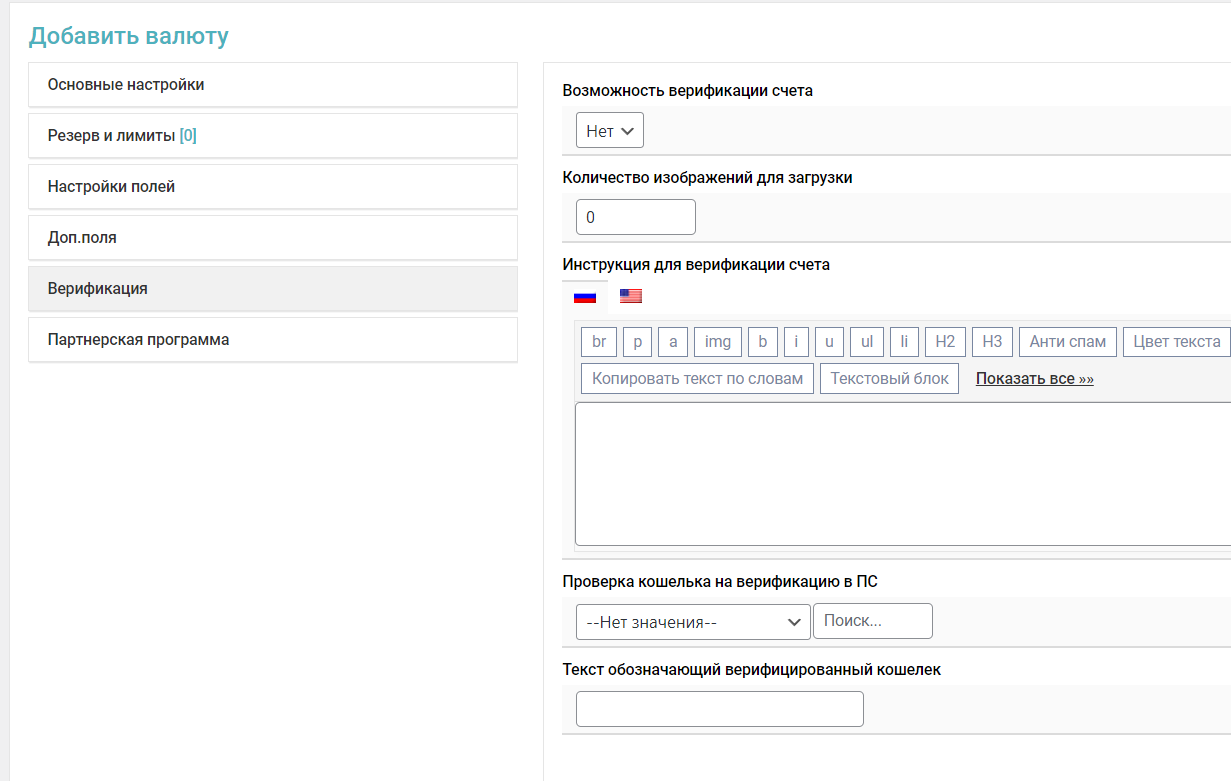 Добавить валюту
Основные настройки
Резерв и лимиты [0]
Настройки полей
Доп.поля
Верификация
Партнерская программа
Возможность верификации счета
Нет
Количество изображений для загрузки
0
Инструкция для верификации счета
br p a img b i u ul li H2 H3 Анти спам Цвет текста
Копировать текст по словам Текстовый блок Показать все »»
Проверка кошелька на верификацию в ПС
--Нет значения-- Поиск...
Текст обозначающий верифицированный кошелек